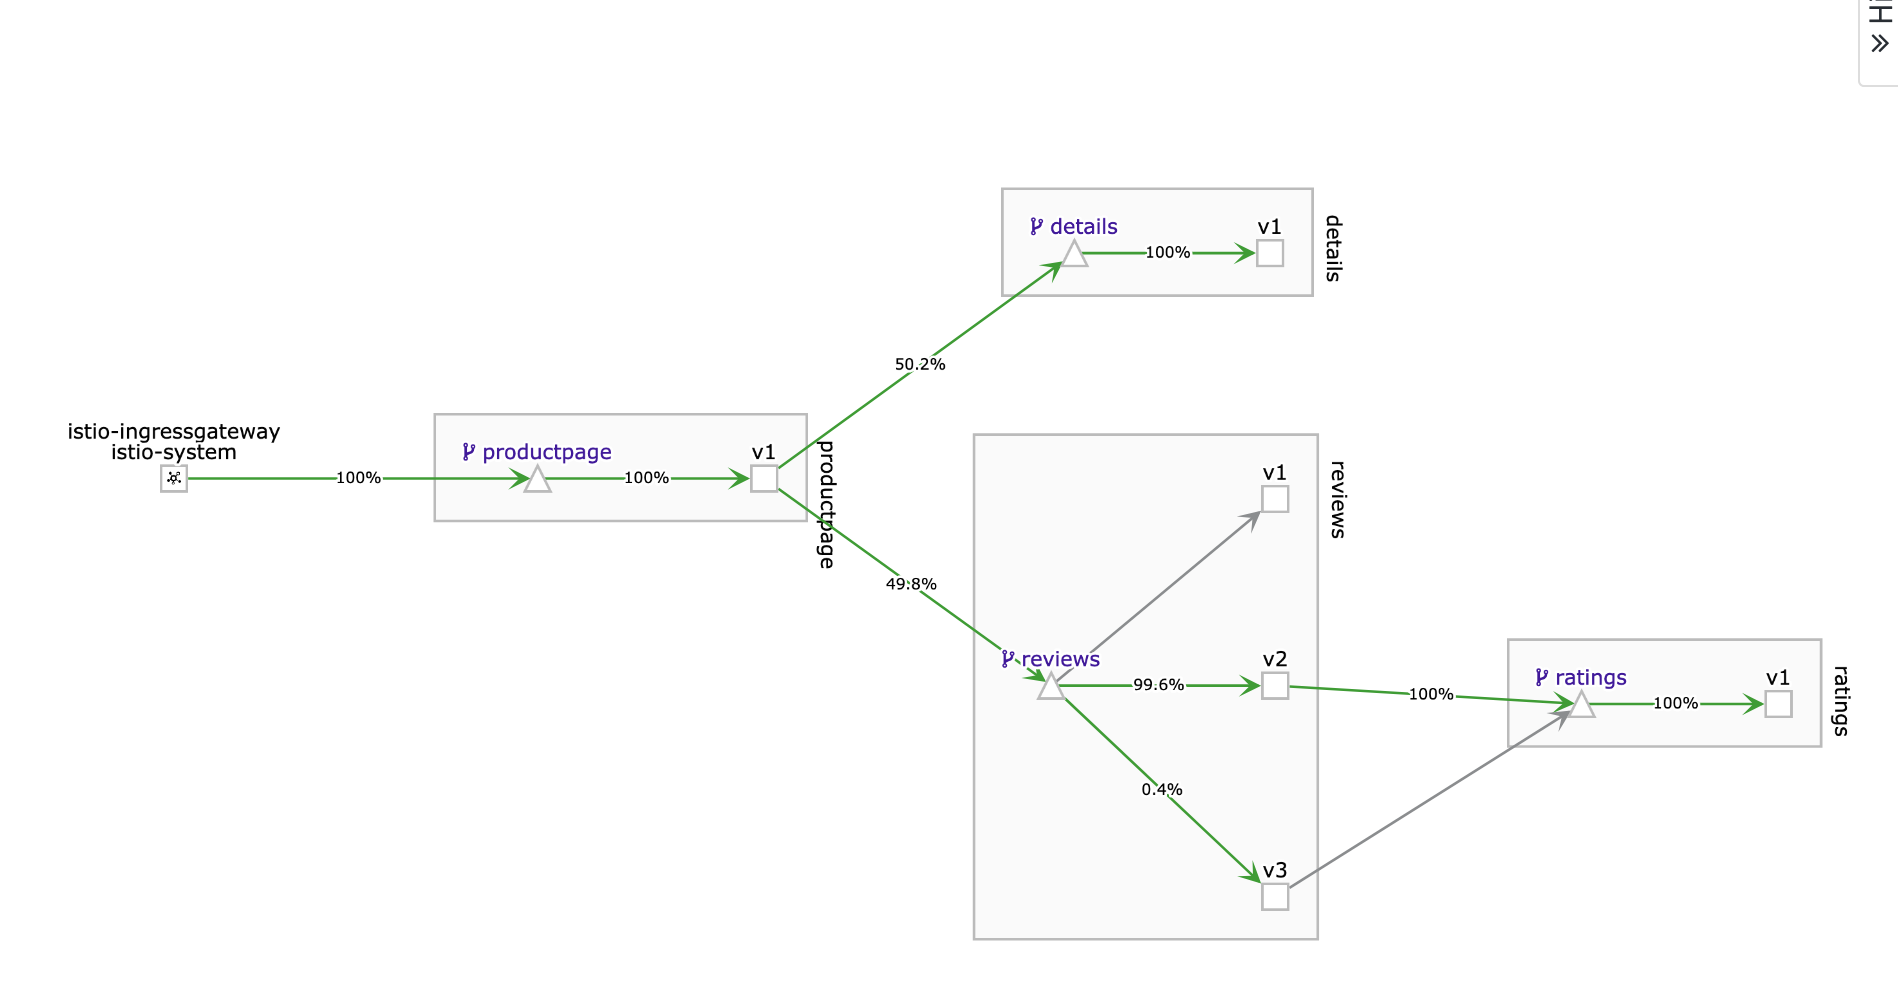 details
v1
100%
details
50.2%
istio-ingressgateway
istio-system
100%
productpage
100%
v1
productpage
49.8%
reviews
v1
reviews
99.6%
v2
0.4%
v3
100%
ratings
100%
v1
ratings